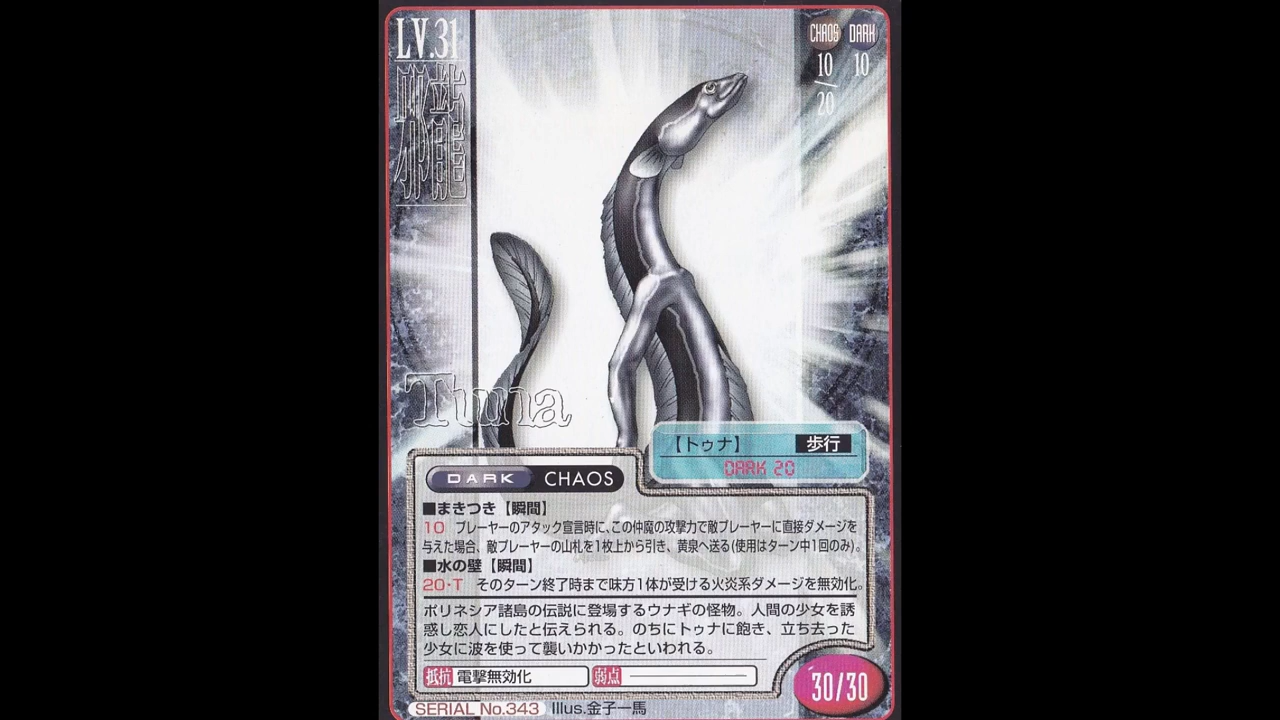 LV.31
邪龍
CHAOS DARK
10 10
/
20
Tuna
【トゥナ】 歩行
DARK 20
DARK CHAOS
■まきつき【瞬間】
10 プレーヤーのアタック宣言時に、この仲魔の攻撃力で敵プレーヤーに直接ダメージを
与えた場合、敵プレーヤーの山札を1枚上から引き、黄泉へ送る(使用はターン中1回のみ)。
■水の壁【瞬間】
20・T そのターン終了時まで味方1体が受ける火炎系ダメージを無効化。
ポリネシア諸島の伝説に登場するウナギの怪物。人間の少女を誘
惑し恋人にしたと伝えられる。のちにトゥナに飽き、立ち去った
少女に波を使って襲いかかったといわれる。
抵抗 電撃無効化 弱点 ————
30/30
SERIAL No.343 Illus.金子一馬